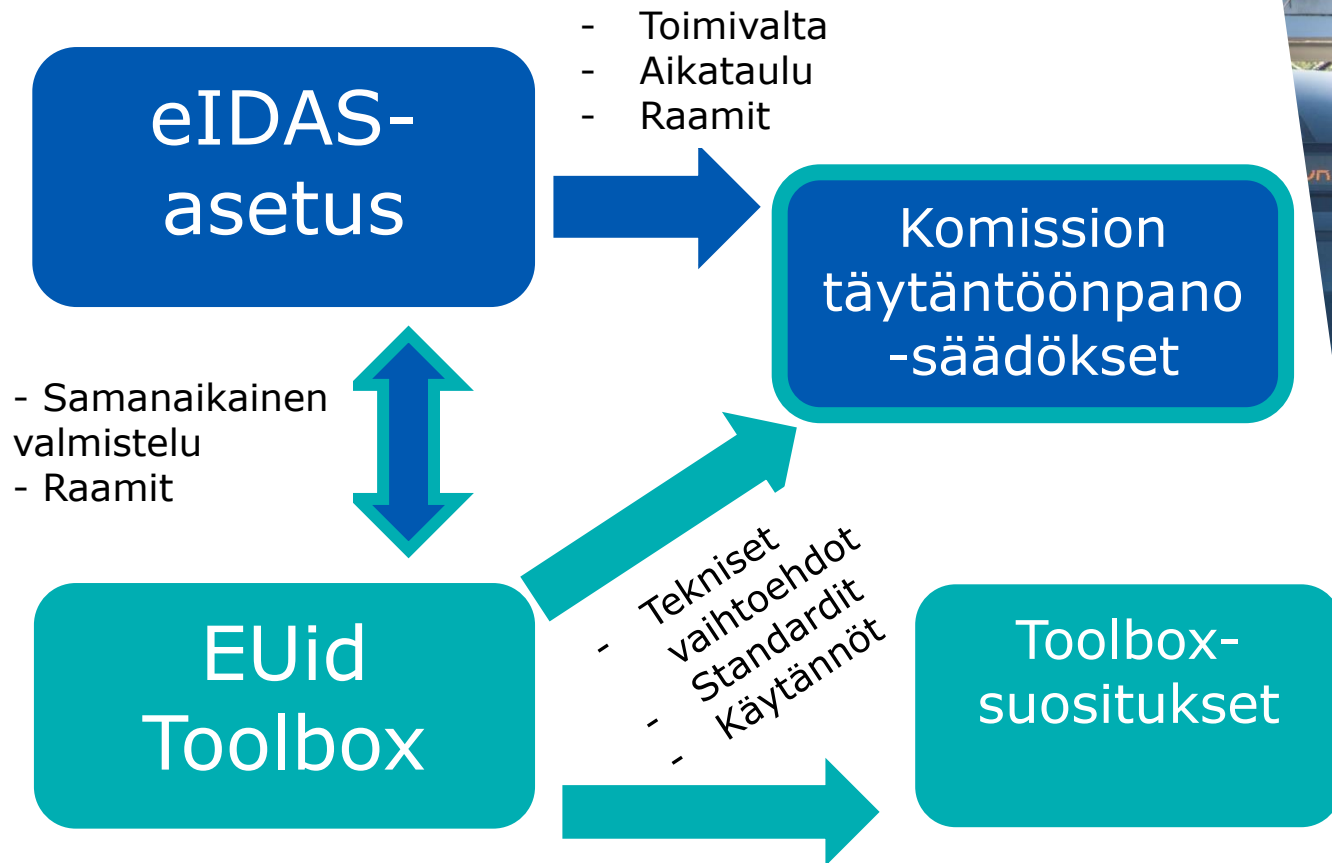 - Toimivalta
- Aikataulu
- Raamit
eIDAS-
asetus
Komission
täytäntöönpano
-säädökset
- Samanaikainen
valmistelu
- Raamit
- Tekniset
vaihtoehdot
- Standardit
- Käytännöt
EUid
Toolbox
Toolbox-
suositukset